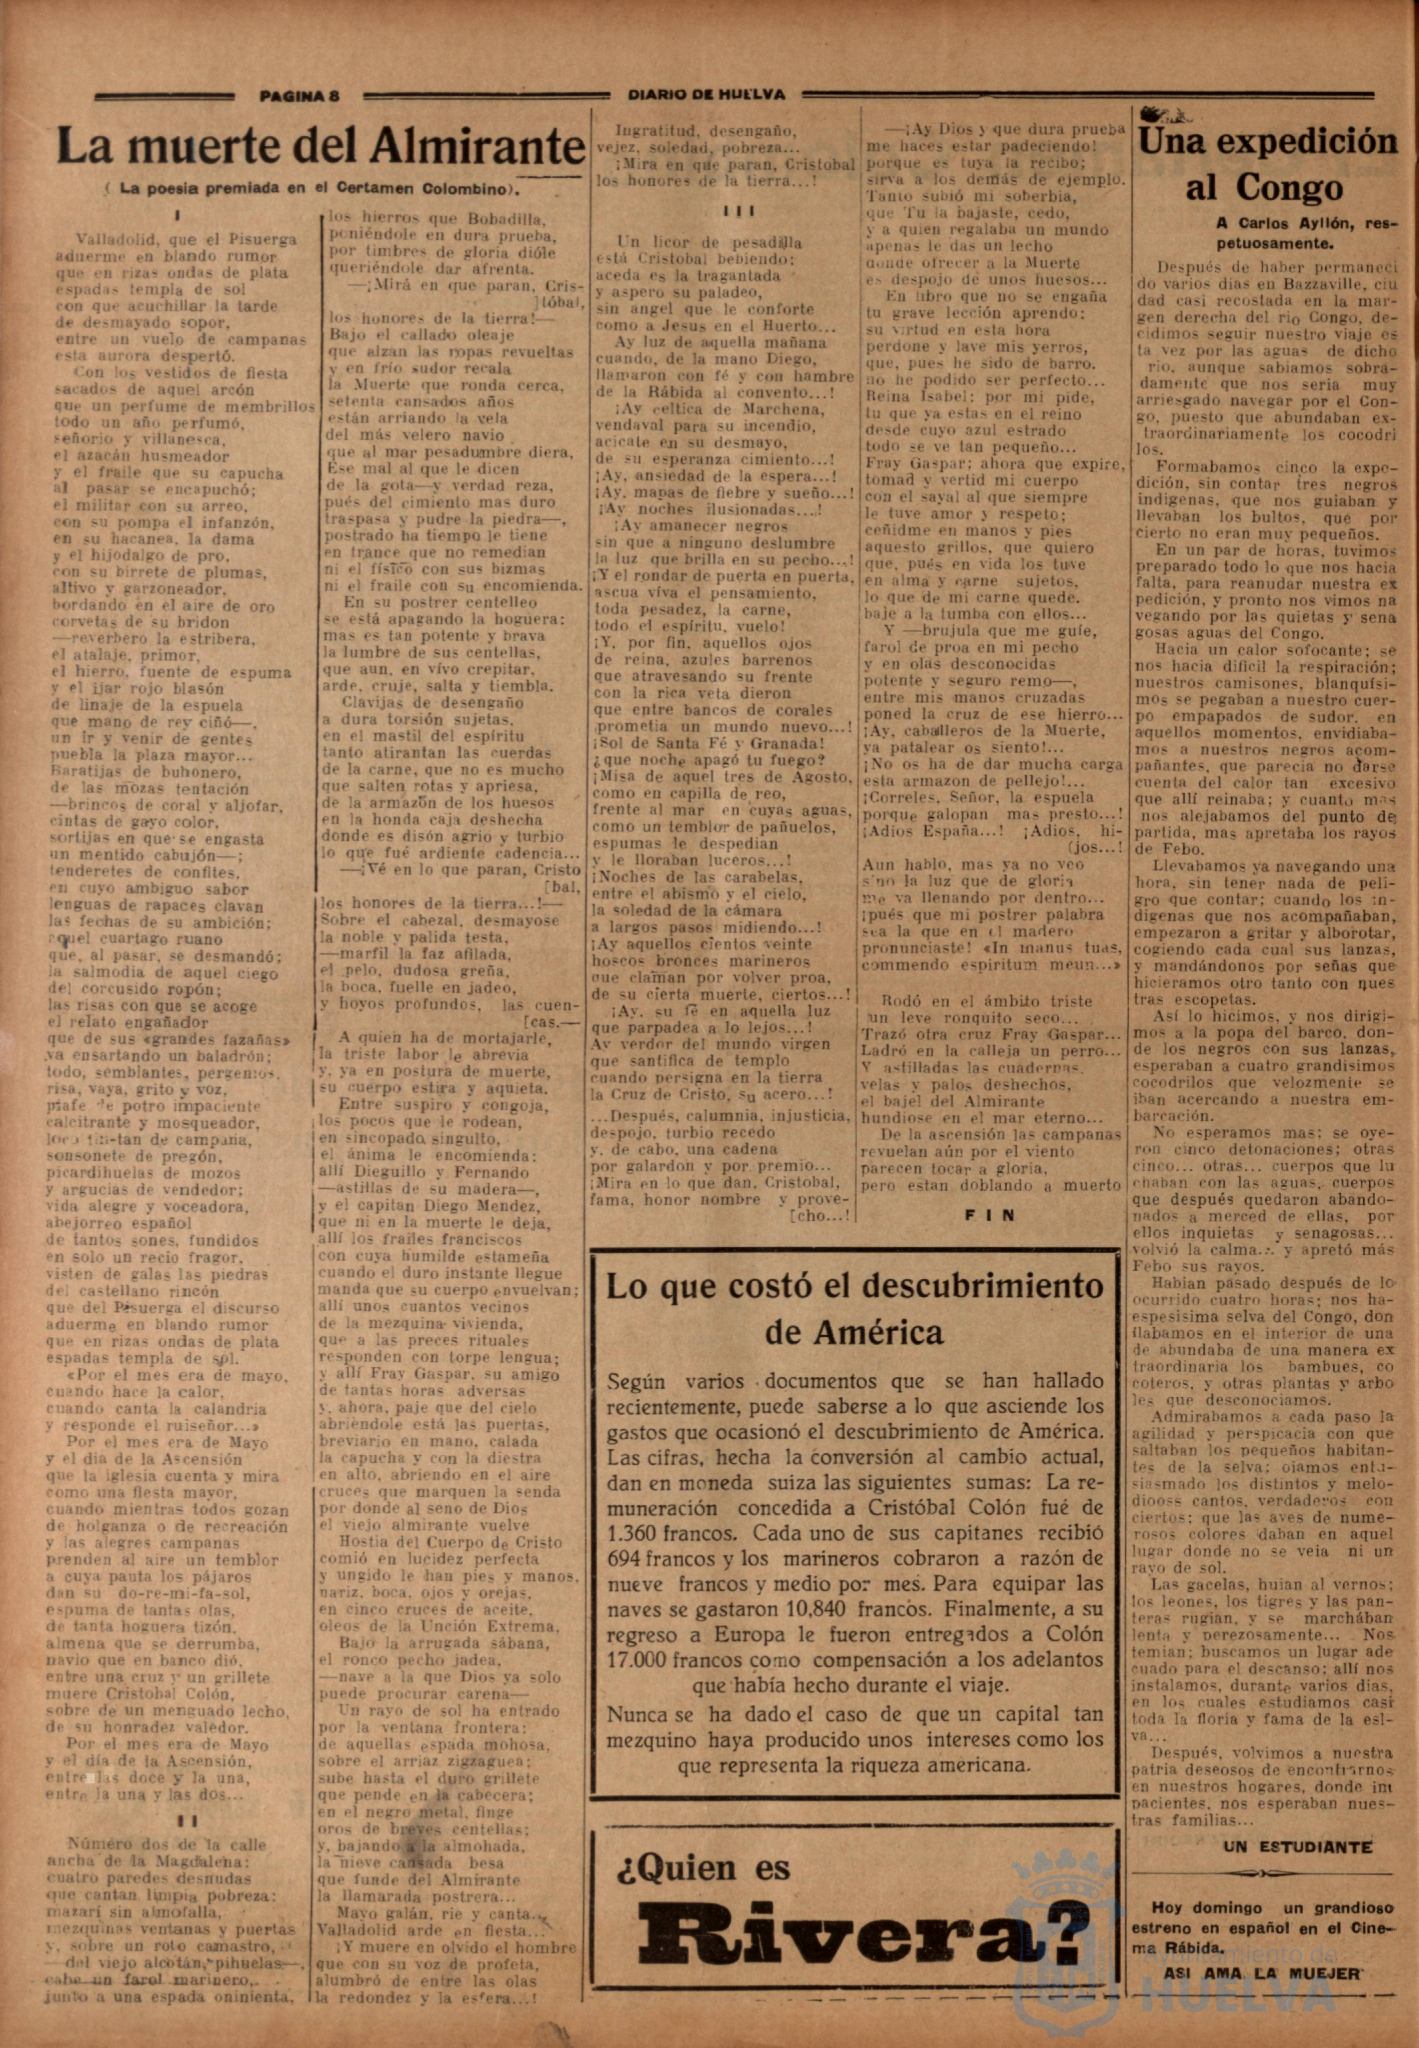 PAGINA 8
DIARIO DE HUELVA
La muerte del Almirante
( La poesia premiada en el Certamen Colombino).
I
Valladolid, que el Pisuerga
aduerme en blando rumor
que en rizas ondas de plata
espadas templa de sol
con que acuchillar la tarde
de desmayado sopor,
entre un vuelo de campanas
esta aurora despertó.
Con los vestidos de fiesta
sacados de aquel arcón
que un perfume de membrillos
todo un año perfumó,
señorio y villanesca,
el azacán husmeador
y el fraile que su capucha
al pasar se encapuchó;
el militar con su arreo,
con su pompa el infanzón,
en su hacanea, la dama
y el hijodalgo de pro,
con su birrete de plumas,
altivo y garzoneador,
bordando en el aire de oro
corvetas de su bridon
—reverbero la estribera,
el atalaje, primor,
el hierro, fuente de espuma
y el ijar rojo blasón
de linaje de la espuela
que mano de rey ciñó—,
un ir y venir de gentes
puebla la plaza mayor...
Baratijas de buhonero,
de las mozas tentación
—brincos de coral y aljofar,
cintas de gayo color,
sortijas en que se engasta
un mentido cabujón—;
tenderetes de confites,
en cuyo ambiguo sabor
lenguas de rapaces clavan
las fechas de su ambición;
aquel cuartago ruano
que, al pasar, se desmandó;
la salmodia de aquel ciego
del corcusido ropón;
las risas con que se acoge
el relato engañador
que de sus «grandes fazañas»
va ensartando un baladrón;
todo, semblantes, pergenios,
risa, vaya, grito y voz,
piafe de potro impaciente
calcitrante y mosqueador,
loco tin-tan de campana,
sonsonete de pregón,
picardihuelas de mozos
y argucias de vendedor;
vida alegre y voceadora,
abejorreo español
de tantos sones, fundidos
en solo un recio fragor,
visten de galas las piedras
del castellano rincón
que del Pisuerga el discurso
aduerme en blando rumor
que en rizas ondas de plata
espadas templa de sol.
«Por el mes era de mayo,
cuando hace la calor,
cuando canta la calandria
y responde el ruiseñor...»
Por el mes era de Mayo
y el dia de la Ascensión
que la iglesia cuenta y mira
como una fiesta mayor,
cuando mientras todos gozan
de holganza o de recreación
y las alegres campanas
prenden al aire un temblor
a cuya pauta los pájaros
dan su do-re-mi-fa-sol,
espuma de tantas olas,
de tanta hoguera tizón,
almena que se derrumba,
navio que en banco dió,
entre una cruz y un grillete
muere Cristobal Colón,
sobre de un menguado lecho,
de su honradez valedor.
Por el mes era de Mayo
y el día de la Ascensión,
entre las doce y la una,
entre la una y las dos...
II
Número dos de la calle
ancha de la Magdalena:
cuatro paredes desnudas
que cantan limpia pobreza:
mazarí sin almofalla,
mezquinas ventanas y puertas
y, sobre un roto camastro,
—del viejo alcotán, pihuelas—,
cabe un farol marinero,
junto a una espada oninienta,
los hierros que Bobadilla,
poniéndole en dura prueba,
por timbres de gloria dióle
queriéndole dar afrenta.
—¡Mirá en que paran, Cris-
[tóbal,
los honores de la tierra!—
Bajo el callado oleaje
que alzan las ropas revueltas
y en frío sudor recala
la Muerte que ronda cerca,
setenta cansados años
están arriando la vela
del más velero navio
que al mar pesadumbre diera,
Ese mal al que le dicen
de la gota—y verdad reza,
pués del cimiento mas duro
traspasa y pudre la piedra—,
postrado ha tiempo le tiene
en trance que no remedian
ni el físico con sus bizmas
ni el fraile con su encomienda.
En su postrer centelleo
se está apagando la hoguera;
mas es tan potente y brava
la lumbre de sus centellas,
que aun, en vivo crepitar,
arde, cruje, salta y tiembla.
Clavijas de desengaño
a dura torsión sujetas,
en el mastil del espíritu
tanto atirantan las cuerdas
de la carne, que no es mucho
que salten rotas y apriesa,
de la armazón de los huesos
en la honda caja deshecha
donde es disón agrio y turbio
lo que fué ardiente cadencia...
—¡Vé en lo que paran, Cristo
[bal,
los honores de la tierra...!—
Sobre el cabezal, desmayose
la noble y palida testa,
—marfil la faz afilada,
el pelo, dudosa greña,
la boca, fuelle en jadeo,
y hoyos profundos, las cuen-
[cas.—
A quien ha de mortajarle,
la triste labor le abrevia
y, ya en postura de muerte,
su cuerpo estira y aquieta.
Entre suspiro y congoja,
los pocos que le rodean,
en sincopado singulto,
el ánima le encomienda:
allí Dieguillo y Fernando
—astillas de su madera—,
y el capitan Diego Mendez,
que ni en la muerte le deja,
allí los frailes franciscos
con cuya humilde estameña
cuando el duro instante llegue
manda que su cuerpo envuelvan;
allí unos cuantos vecinos
de la mezquina vivienda,
que a las preces rituales
responden con torpe lengua;
y allí Fray Gaspar, su amigo
de tantas horas adversas
y, ahora, paje que del cielo
abriéndole está las puertas,
breviario en mano, calada
la capucha y con la diestra
en alto, abriendo en el aire
cruces que marquen la senda
por donde al seno de Dios
el viejo almirante vuelve
Hostia del Cuerpo de Cristo
comió en lucidez perfecta
y ungido le han pies y manos,
nariz, boca, ojos y orejas,
en cinco cruces de aceite,
oleos de la Unción Extrema,
Bajo la arrugada sábana,
el ronco pecho jadea,
—nave a la que Dios ya solo
puede procurar carena—
Un rayo de sol ha entrado
por la ventana frontera:
de aquellas espada mohosa,
sobre el arriaz zigzaguea;
sube hasta el duro grillete
que pende en la cabecera;
en el negro metal, finge
oros de breves centellas;
y, bajando a la almohada,
la nieve cansada besa
que funde del Almirante
la llamarada postrera...
Mayo galán, rie y canta...
Valladolid arde en fiesta...
¡Y muere en olvido el hombre
que con su voz de profeta,
alumbró de entre las olas
la redondez y la esfera...!
Ingratitud, desengaño,
vejez, soledad, pobreza...
¡Mira en que paran, Cristobal
los honores de la tierra...!
III
Un licor de pesadilla
está Cristobal bebiendo:
aceda es la tragantada
y aspero su paladeo,
sin angel que le conforte
como a Jesus en el Huerto...
Ay luz de aquella mañana
cuando, de la mano Diego,
llamaron con fé y con hambre
de la Rábida al convento...!
¡Ay celtica de Marchena,
vendaval para su incendio,
acicate en su desmayo,
de su esperanza cimiento...!
¡Ay, ansiedad de la espera...!
¡Ay, mapas de fiebre y sueño...!
¡Ay noches ilusionadas...!
¡Ay amanecer negros
sin que a ninguno deslumbre
la luz que brilla en su pecho...!
¡Y el rondar de puerta en puerta,
ascua viva el pensamiento,
toda pesadez, la carne,
todo el espíritu, vuelo!
¡Y, por fin, aquellos ojos
de reina, azules barrenos
que atravesando su frente
con la rica veta dieron
que entre bancos de corales
prometia un mundo nuevo...!
¡Sol de Santa Fé y Granada!
¿que noche apagó tu fuego?
¡Misa de aquel tres de Agosto,
como en capilla de reo,
frente al mar en cuyas aguas,
como un temblor de pañuelos,
espumas le despedian
y le lloraban luceros...!
¡Noches de las carabelas,
entre el abismo y el cielo,
la soledad de la cámara
a largos pasos midiendo...!
¡Ay aquellos cientos veinte
hoscos bronces marineros
que claman por volver proa,
de su cierta muerte, ciertos...!
¡Ay, su fe en aquella luz
que parpadea a lo lejos...!
Ay verdor del mundo virgen
que santifica de templo
cuando persigna en la tierra
la Cruz de Cristo, su acero...!
...Después, calumnia, injusticia,
despojo, turbio recedo
y, de cabo, una cadena
por galardon y por premio...
¡Mira en lo que dan, Cristobal,
fama, honor nombre y prove-
[cho...!
—¡Ay Dios y que dura prueba
me haces estar padeciendo!
porque es tuya la recibo;
sirva a los demás de ejemplo.
Tanto subió mi soberbia,
que Tu la bajaste, cedo,
y a quien regalaba un mundo
apenas le das un lecho
donde ofrecer a la Muerte
es despojo de unos huesos...
En libro que no se engaña
tu grave lección aprendo:
su virtud en esta hora
perdone y lave mis yerros,
que, pues he sido de barro,
no he podido ser perfecto...
Reina Isabel: por mi pide,
tu que ya estas en el reino
desde cuyo azul estrado
todo se ve tan pequeño...
Fray Gaspar; ahora que expire,
tomad y vertid mi cuerpo
con el sayal al que siempre
le tuve amor y respeto;
ceñidme en manos y pies
aquesto grillos, que quiero
que, pués en vida los tuve
en alma y carne sujetos,
lo que de mi carne quede.
baje a la tumba con ellos...
Y —brujula que me guíe,
farol de proa en mi pecho
y en olas desconocidas
potente y seguro remo—,
entre mis manos cruzadas
poned la cruz de ese hierro...
¡Ay, caballeros de la Muerte,
ya patalear os siento!...
¡No os ha de dar mucha carga
esta armazon de pellejo!...
¡Correles, Señor, la espuela
porque galopan mas presto...!
¡Adios España...! ¡Adios, hi-
(jos...!
Aun hablo, mas ya no veo
sino la luz que de gloria
me va llenando por dentro...
¡pués que mi postrer palabra
sea la que en el madero
pronunciaste! «In manus tuas,
commendo espiritum meun...»
Rodó en el ámbito triste
un leve ronquito seco...
Trazó otra cruz Fray Gaspar...
Ladró en la calleja un perro...
Y astilladas las cuadernas,
velas y palos deshechos,
el bajel del Almirante
hundiose en el mar eterno...
De la ascensión las campanas
revuelan aún por el viento
parecen tocar a gloria,
pero estan doblando a muerto
FIN
Lo que costó el descubrimiento
de América
Según varios documentos que se han hallado
recientemente, puede saberse a lo que asciende los
gastos que ocasionó el descubrimiento de América.
Las cifras, hecha la conversión al cambio actual,
dan en moneda suiza las siguientes sumas: La re-
muneración concedida a Cristóbal Colón fué de
1.360 francos. Cada uno de sus capitanes recibió
694 francos y los marineros cobraron a razón de
nueve francos y medio por mes. Para equipar las
naves se gastaron 10,840 francos. Finalmente, a su
regreso a Europa le fueron entregados a Colón
17.000 francos como compensación a los adelantos
que había hecho durante el viaje.
Nunca se ha dado el caso de que un capital tan
mezquino haya producido unos intereses como los
que representa la riqueza americana.
¿Quien es
Rivera?
Una expedición
al Congo
A Carlos Ayllón, res-
petuosamente.
Después de haber permaneci
do varios dias en Bazzaville, ciu
dad casi recostada en la mar-
gen derecha del rio Congo, de-
cidimos seguir nuestro viaje es
ta vez por las aguas de dicho
rio, aunque sabiamos sobra-
damente que nos seria muy
arriesgado navegar por el Con-
go, puesto que abundaban ex-
traordinariamente los cocodri
los.
Formabamos cinco la expe-
dición, sin contar tres negros
indigenas, que nos guiaban y
llevaban los bultos, que por
cierto no eran muy pequeños.
En un par de horas, tuvimos
preparado todo lo que nos hacia
falta, para reanudar nuestra ex
pedición, y pronto nos vimos na
vegando por las quietas y sena
gosas aguas del Congo.
Hacia un calor sofocante; se
nos hacia dificil la respiración;
nuestros camisones, blanquísi-
mos se pegaban a nuestro cuer-
po empapados de sudor, en
aquellos momentos, envidiaba-
mos a nuestros negros acom-
pañantes, que parecia no darse
cuenta del calor tan excesivo
que allí reinaba; y cuanto mas
nos alejabamos del punto de
partida, mas apretaba los rayos
de Febo.
Llevabamos ya navegando una
hora, sin tener nada de peli-
gro que contar; cuando los in-
digenas que nos acompañaban,
empezaron a gritar y alborotar,
cogiendo cada cual sus lanzas,
y mandándonos por señas que
hicieramos otro tanto con nues
tras escopetas.
Así lo hicimos, y nos dirigi-
mos a la popa del barco, don-
de los negros con sus lanzas,
esperaban a cuatro grandisimos
cocodrilos que velozmente se
iban acercando a nuestra em-
barcación.
No esperamos mas; se oye-
ron cinco detonaciones; otras
cinco... otras... cuerpos que lu
chaban con las aguas, cuerpos
que después quedaron abando-
nados a merced de ellas, por
ellos inquietas y senagosas...
volvió la calma... y apretó más
Febo sus rayos.
Habian pasado después de lo
ocurrido cuatro horas; nos ha-
espesisima selva del Congo, don
llabamos en el interior de una
de abundaba de una manera ex
traordinaria los bambues, co
coteros, y otras plantas y arbo
les que desconociamos.
Admirabamos a cada paso la
agilidad y perspicacia con que
saltaban los pequeños habitan-
tes de la selva; oiamos entu-
siasmado los distintos y melo-
diooss cantos, verdaderos con
ciertos; que las aves de nume-
rosos colores daban en aquel
lugar donde no se veia ni un
rayo de sol.
Las gacelas, huian al vernos;
los leones, los tigres y las pan-
teras rugian, y se marchában
lenta y perezosamente... Nos
temian; buscamos un lugar ade
cuado para el descanso; allí nos
instalamos, durante varios dias,
en los cuales estudiamos casi
toda la floria y fama de la esl-
va...
Después, volvimos a nuestra
patria deseosos de encontrarnos
en nuestros hogares, donde im
pacientes, nos esperaban nues-
tras familias...
UN ESTUDIANTE
Hoy domingo un grandioso
estreno en español en el Cine-
ma Rábida.
ASI AMA LA MUEJER
HUELVA